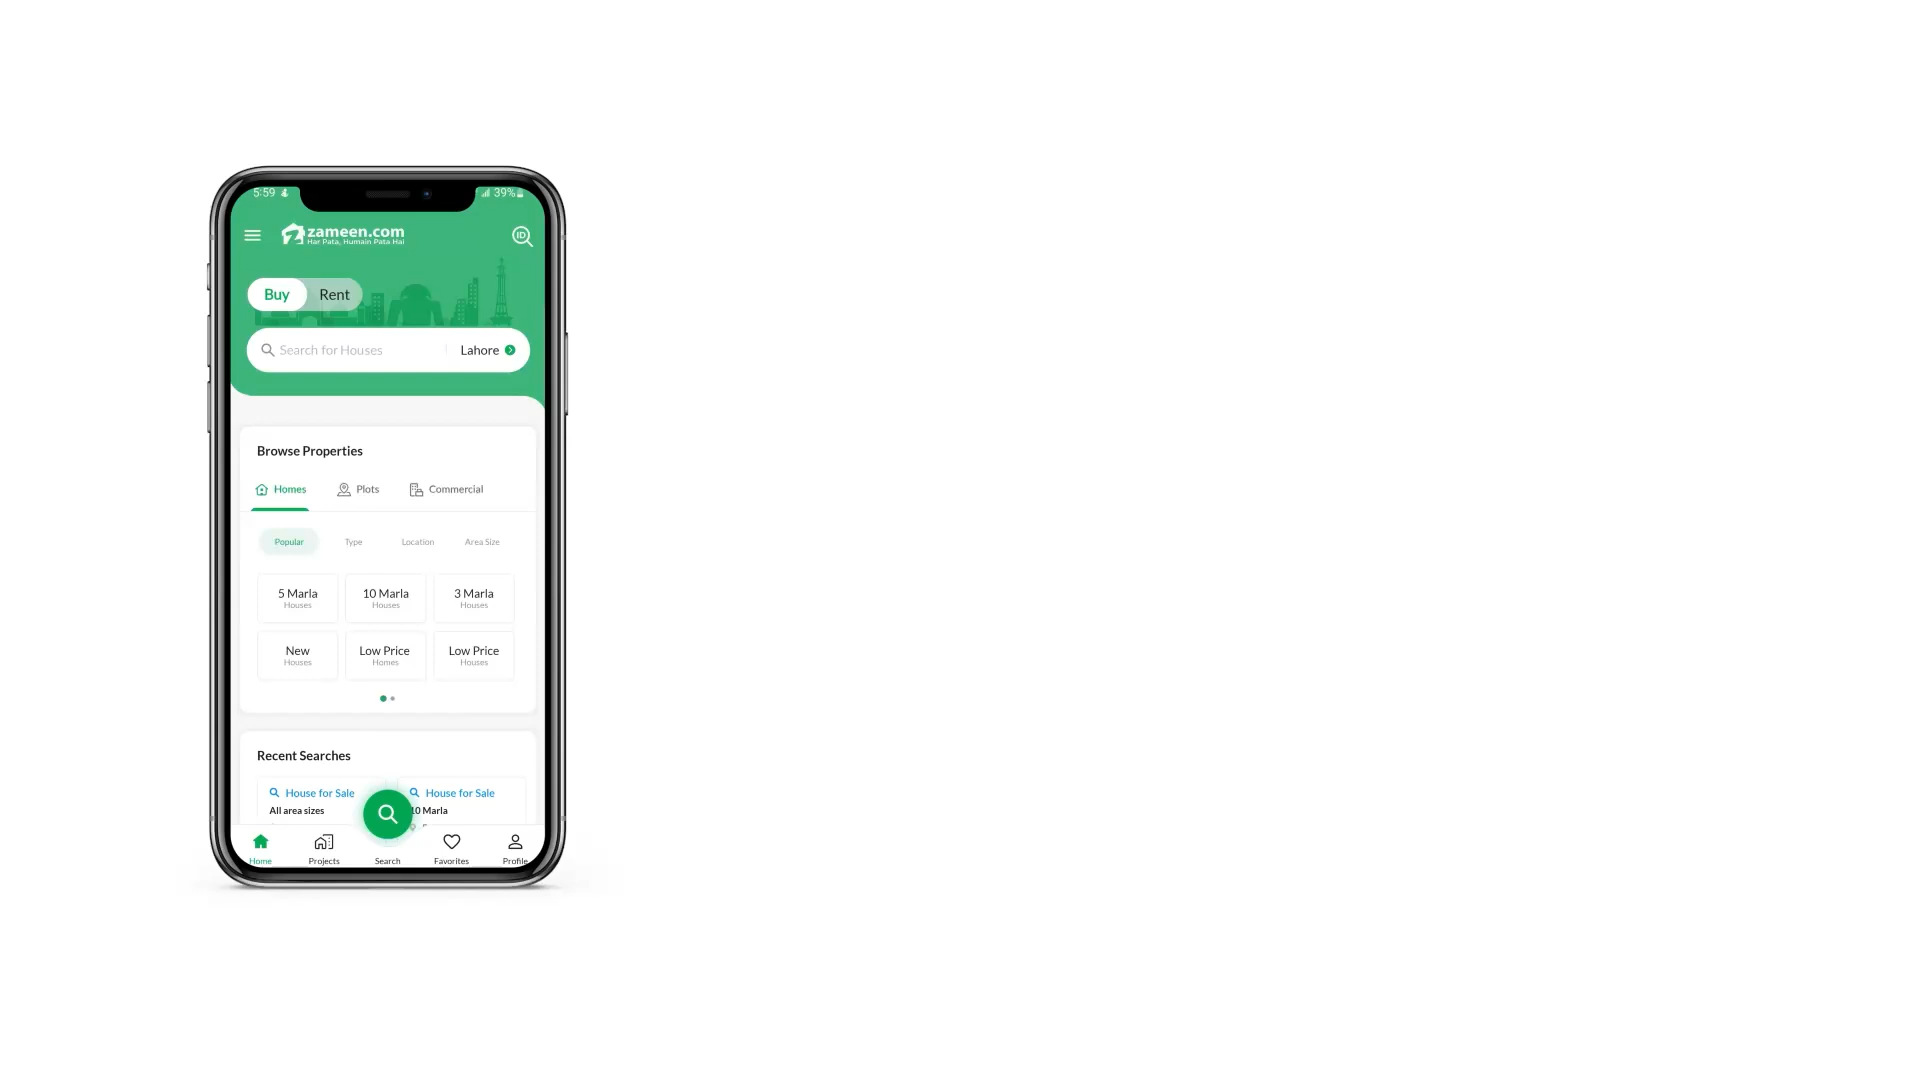 5:59 39%
zameen.com
Har Pata, Humain Pata Hai
ID
Buy Rent
Search for Houses Lahore
Browse Properties
Homes Plots Commercial
Popular Type Location Area Size
5 Marla 10 Marla 3 Marla
Houses Houses Houses
New Low Price Low Price
Houses Homes Houses
Recent Searches
House for Sale House for Sale
All area sizes 10 Marla
Home Projects Search Favorites Profile